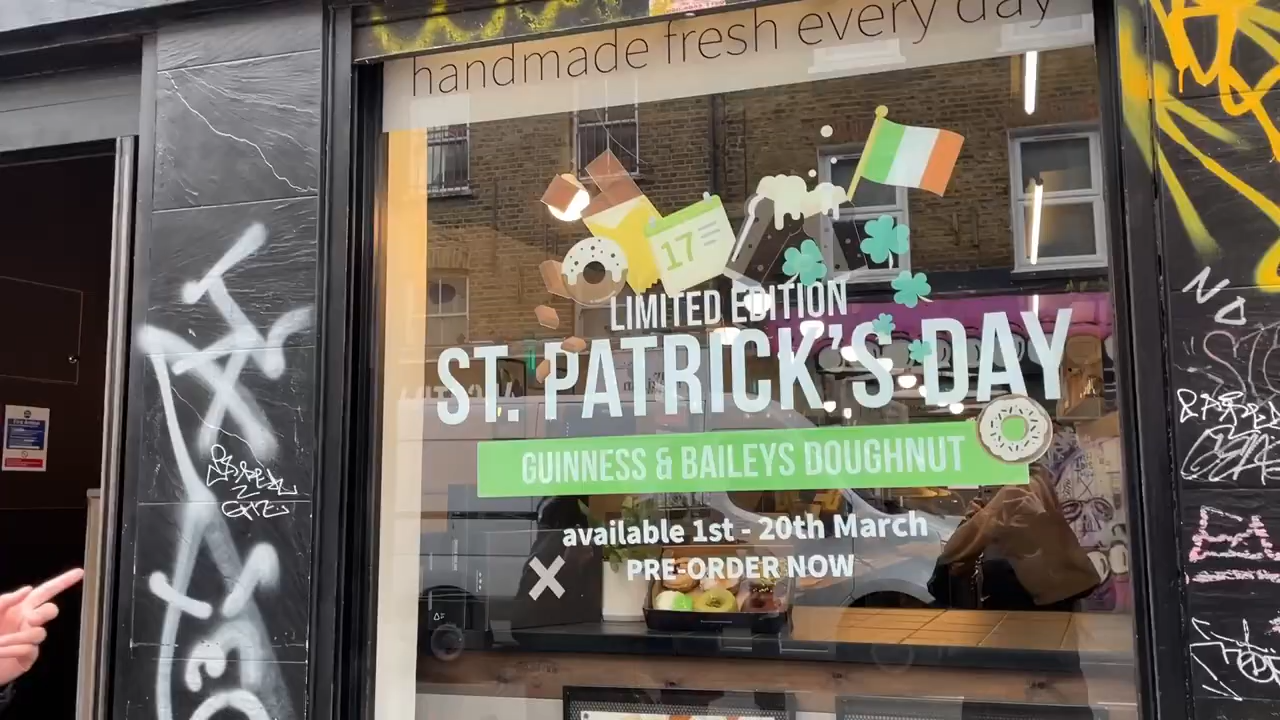 handmade fresh every day
17
LIMITED EDITION
ST. PATRICK'S DAY
GUINNESS & BAILEYS DOUGHNUT
available 1st - 20th March
PRE-ORDER NOW